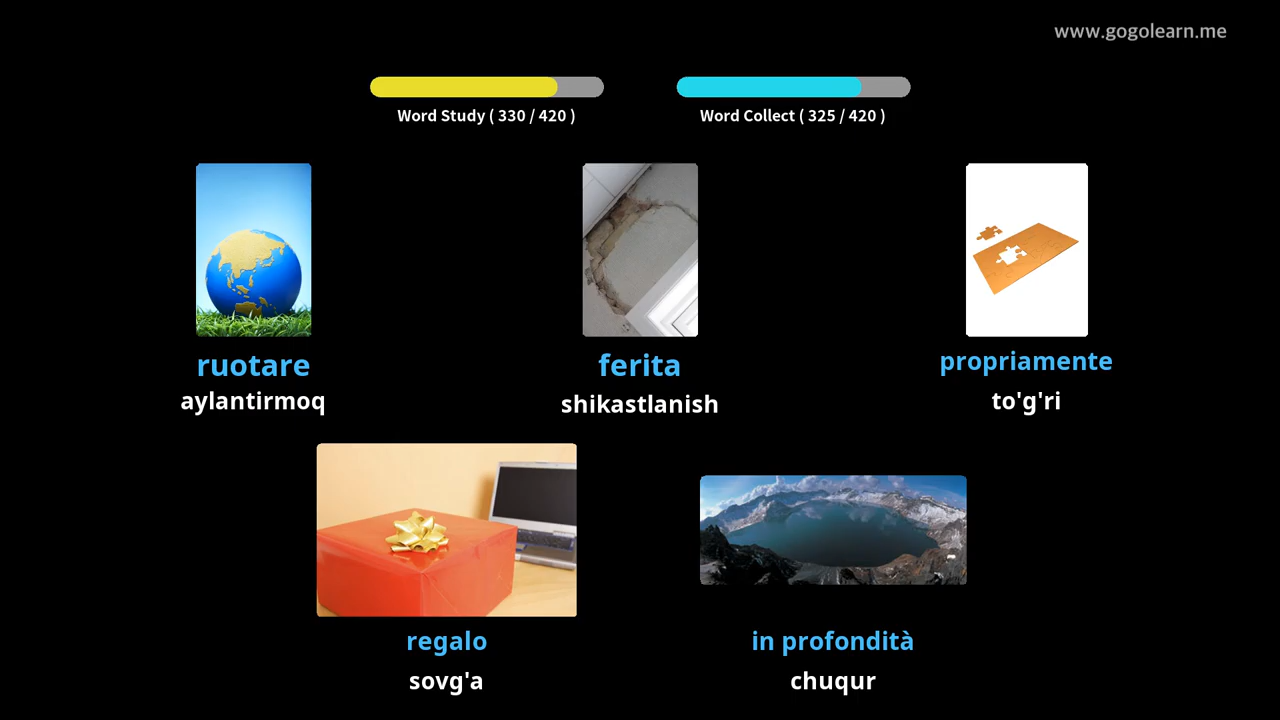 www.gogolearn.me
Word Study ( 330 / 420 )
Word Collect ( 325 / 420 )
ruotare
aylantirmoq
ferita
shikastlanish
propriamente
to'g'ri
regalo
sovg'a
in profondità
chuqur